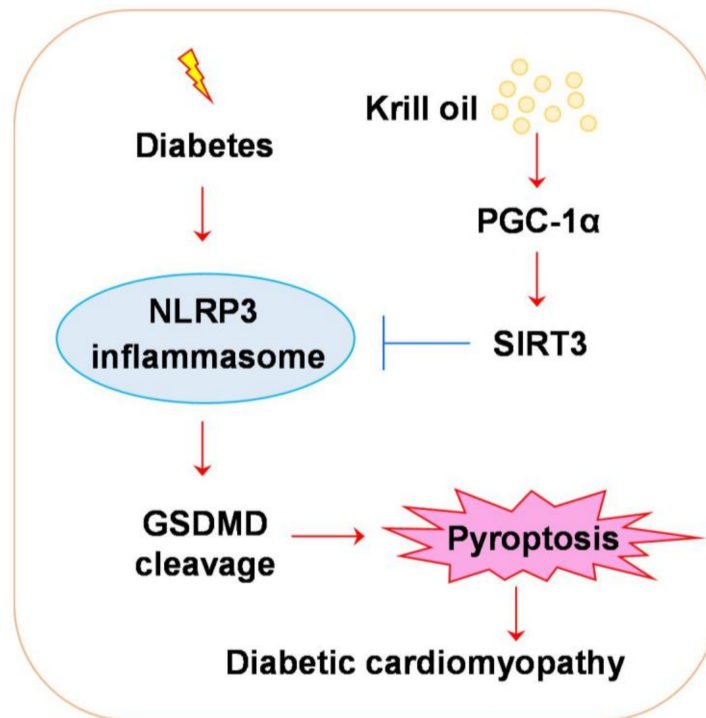 Diabetes
Krill oil
PGC-1α
SIRT3
NLRP3
inflammasome
GSDMD
cleavage
Pyroptosis
Diabetic cardiomyopathy